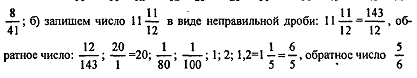 8/41; б) запишем число 11 11/12 в виде неправильной дроби: 11 11/12 = 143/12, об-
ратное число: 12/143; 20/1=20; 1/80; 1/100; 1; 2; 1,2=1 1/5=6/5, обратное число 5/6